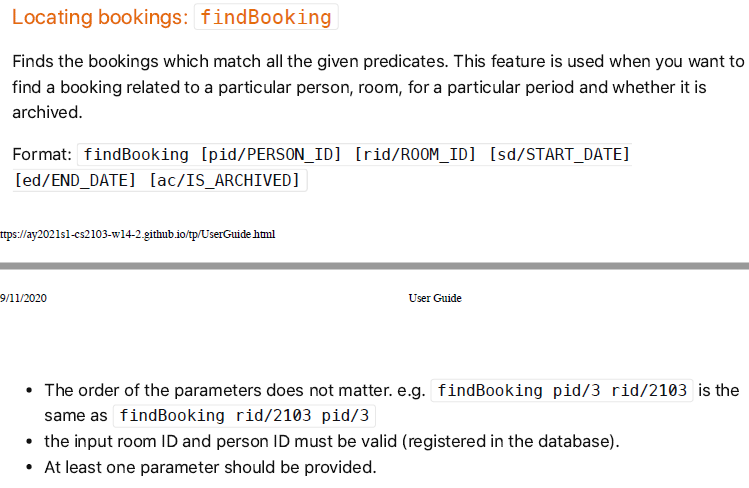 Locating bookings: findBooking
Finds the bookings which match all the given predicates. This feature is used when you want to
find a booking related to a particular person, room, for a particular period and whether it is
archived.
Format: findBooking [pid/PERSON_ID] [rid/ROOM_ID] [sd/START_DATE]
[ed/END_DATE] [ac/IS_ARCHIVED]
ttps://ay2021s1-cs2103-w14-2.github.io/tp/UserGuide.html
9/11/2020 User Guide
• The order of the parameters does not matter. e.g. findBooking pid/3 rid/2103 is the
same as findBooking rid/2103 pid/3
• the input room ID and person ID must be valid (registered in the database).
• At least one parameter should be provided.